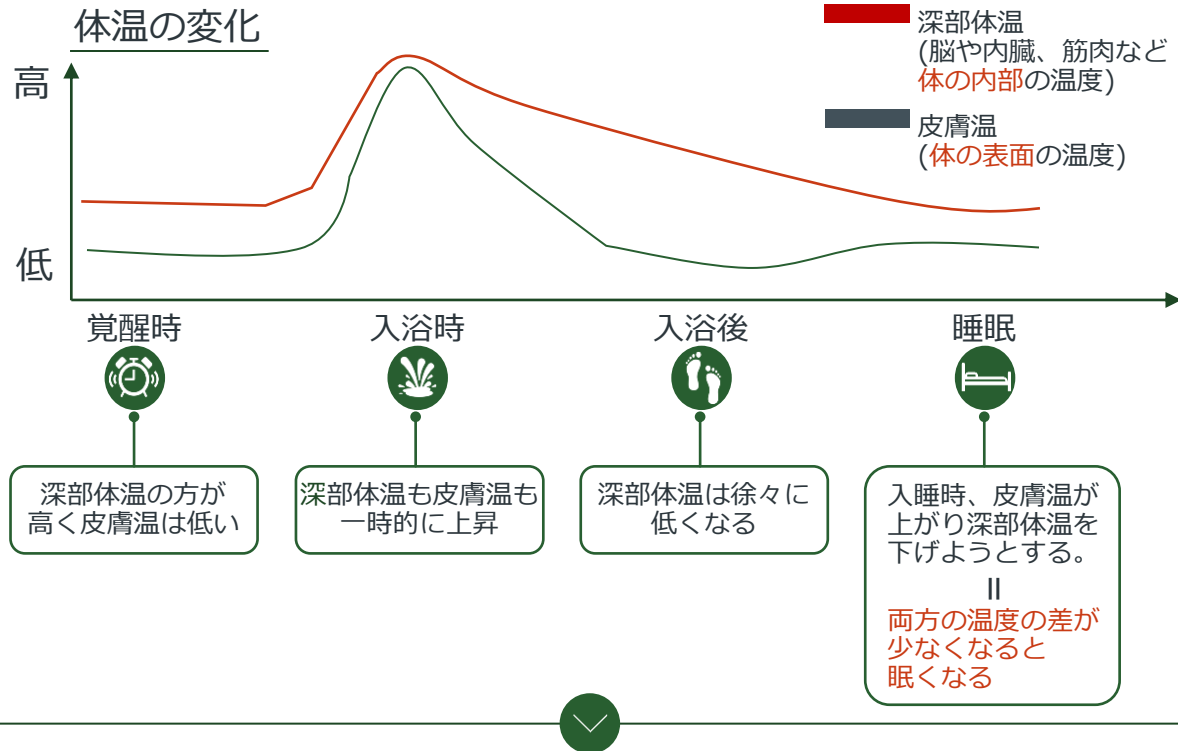 体温の変化
高
低
深部体温
(脳や内臓、筋肉など
体の内部の温度)
皮膚温
(体の表面の温度)
覚醒時
入浴時
入浴後
睡眠
深部体温の方が
高く皮膚温は低い
深部体温も皮膚温も
一時的に上昇
深部体温は徐々に
低くなる
入睡時、皮膚温が
上がり深部体温を
下げようとする。
=
両方の温度の差が
少なくなると
眠くなる